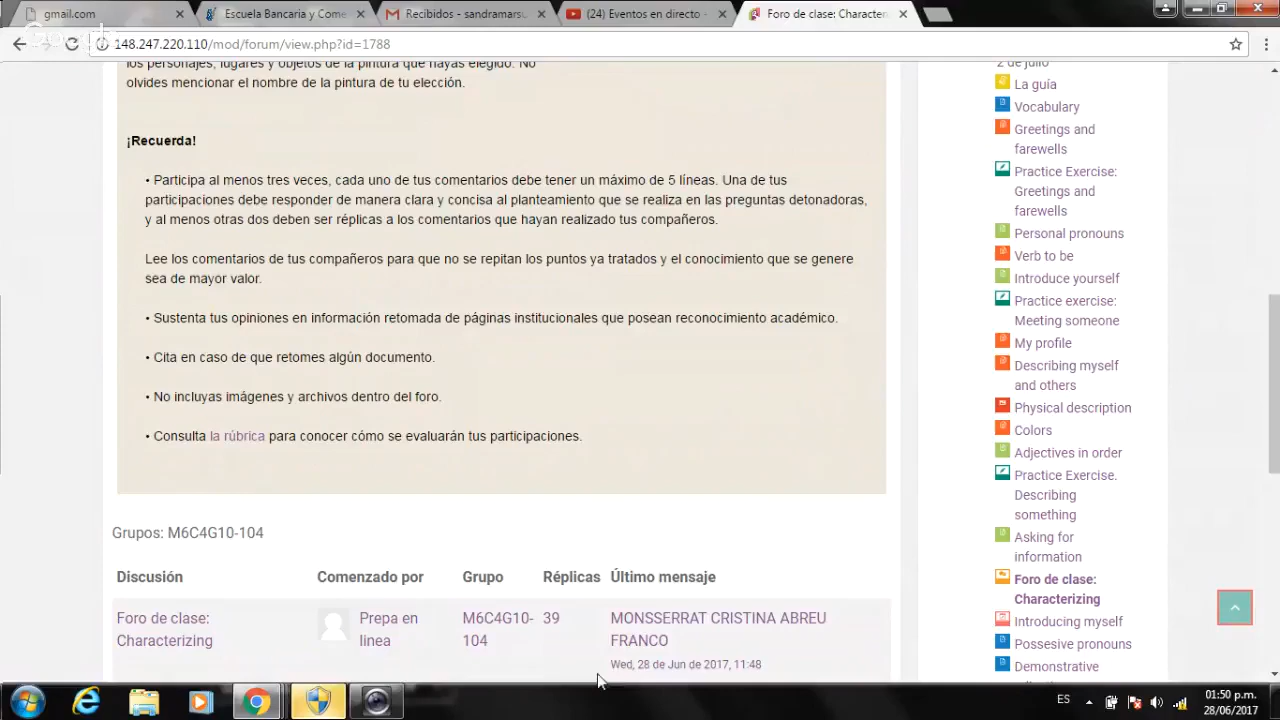 gmail.com
Escuela Bancaria y Come
Recibidos - sandramarsu
(24) Eventos en directo -
Foro de clase: Character
148.247.220.110/mod/forum/view.php?id=1788
los personajes, lugares y objetos de la pintura que hayas elegido. No
olvides mencionar el nombre de la pintura de tu elección.
¡Recuerda!
• Participa al menos tres veces, cada uno de tus comentarios debe tener un máximo de 5 líneas. Una de tus
participaciones debe responder de manera clara y concisa al planteamiento que se realiza en las preguntas detonadoras,
y al menos otras dos deben ser réplicas a los comentarios que hayan realizado tus compañeros.
Lee los comentarios de tus compañeros para que no se repitan los puntos ya tratados y el conocimiento que se genere
sea de mayor valor.
• Sustenta tus opiniones en información retomada de páginas institucionales que posean reconocimiento académico.
• Cita en caso de que retomes algún documento.
• No incluyas imágenes y archivos dentro del foro.
• Consulta la rúbrica para conocer cómo se evaluarán tus participaciones.
Grupos: M6C4G10-104
Discusión Comenzado por Grupo Réplicas Último mensaje
Foro de clase: Prepa en M6C4G10- 39 MONSSERRAT CRISTINA ABREU
Characterizing linea 104 FRANCO
Wed, 28 de Jun de 2017, 11:48
2 de julio
La guía
Vocabulary
Greetings and
farewells
Practice Exercise:
Greetings and
farewells
Personal pronouns
Verb to be
Introduce yourself
Practice exercise:
Meeting someone
My profile
Describing myself
and others
Physical description
Colors
Adjectives in order
Practice Exercise.
Describing
something
Asking for
information
Foro de clase:
Characterizing
Introducing myself
Possesive pronouns
Demonstrative
ES
01:50 p.m.
28/06/2017